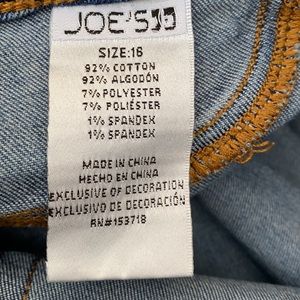 JOE'S
SIZE:16
92% COTTON
92% ALGODÓN
7% POLYESTER
7% POLIÉSTER
1% SPANDEX
1% SPANDEX
MADE IN CHINA
HECHO EN CHINA
EXCLUSIVE OF DECORATION
EXCLUSIVO DE DECORACIÓN
RN#153718